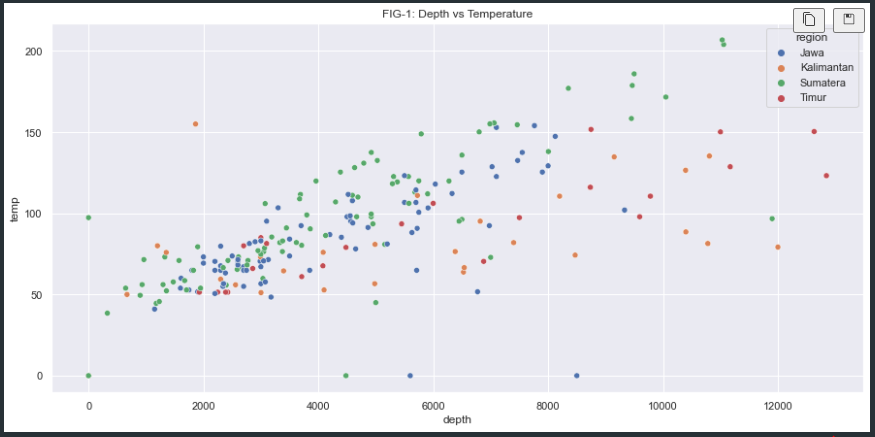 FIG-1: Depth vs Temperature
region
Jawa
Kalimantan
Sumatera
Timur
200
150
100
50
0
temp
0 2000 4000 6000 8000 10000 12000
depth